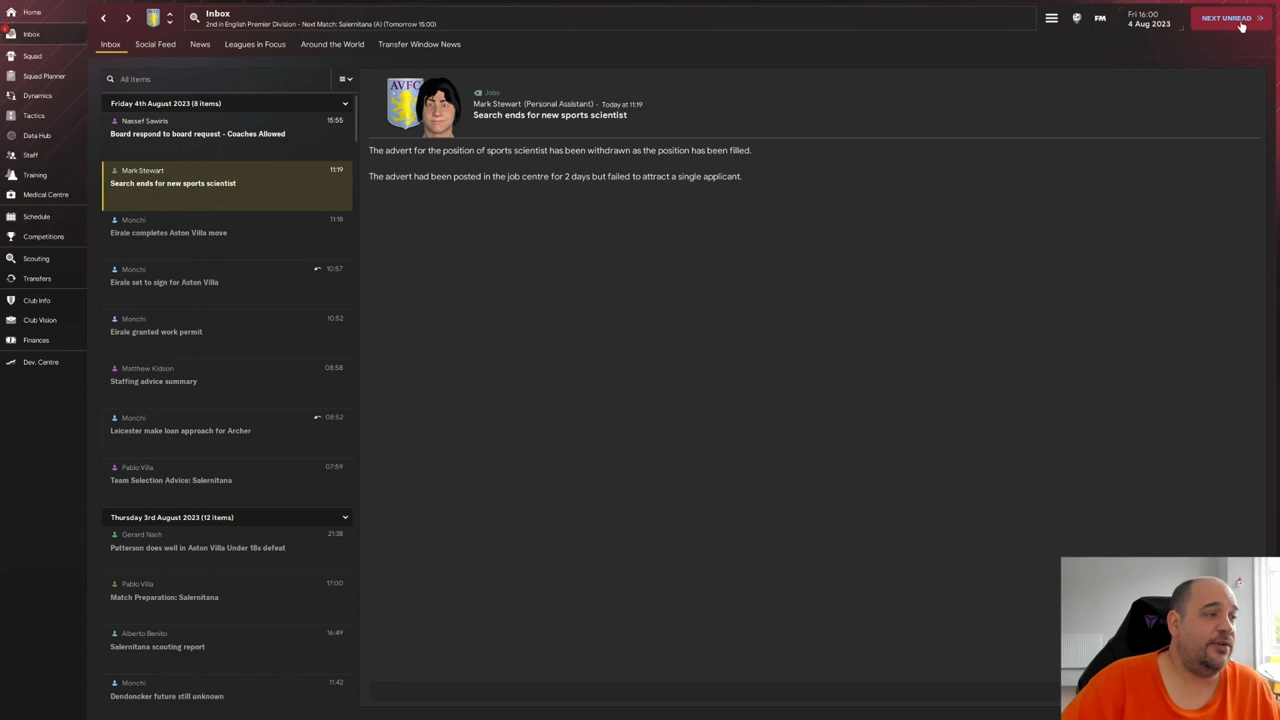 Home
Inbox
Squad
Squad Planner
Dynamics
Tactics
Data Hub
Staff
Training
Medical Centre
Schedule
Competitions
Scouting
Transfers
Club Info
Club Vision
Finances
Dev. Centre
Inbox
2nd in English Premier Division - Next Match: Salernitana (A) (Tomorrow 15:00)
FM
Fri 16:00
4 Aug 2023
NEXT UNREAD
Inbox Social Feed News Leagues in Focus Around the World Transfer Window News
All Items
Friday 4th August 2023 (8 items)
Nassef Sawiris 15:55
Board respond to board request - Coaches Allowed
Mark Stewart 11:19
Search ends for new sports scientist
Monchi 11:18
Eirale completes Aston Villa move
Monchi 10:57
Eirale set to sign for Aston Villa
Monchi 10:52
Eirale granted work permit
Matthew Kidson 08:58
Staffing advice summary
Monchi 08:52
Leicester make loan approach for Archer
Pablo Villa 07:59
Team Selection Advice: Salernitana
Thursday 3rd August 2023 (12 items)
Gerard Nash 21:38
Patterson does well in Aston Villa Under 18s defeat
Pablo Villa 17:00
Match Preparation: Salernitana
Alberto Benito 16:49
Salernitana scouting report
Monchi 11:42
Dendoncker future still unknown
AVFC
Jobs
Mark Stewart (Personal Assistant) - Today at 11:19
Search ends for new sports scientist
The advert for the position of sports scientist has been withdrawn as the position has been filled.
The advert had been posted in the job centre for 2 days but failed to attract a single applicant.